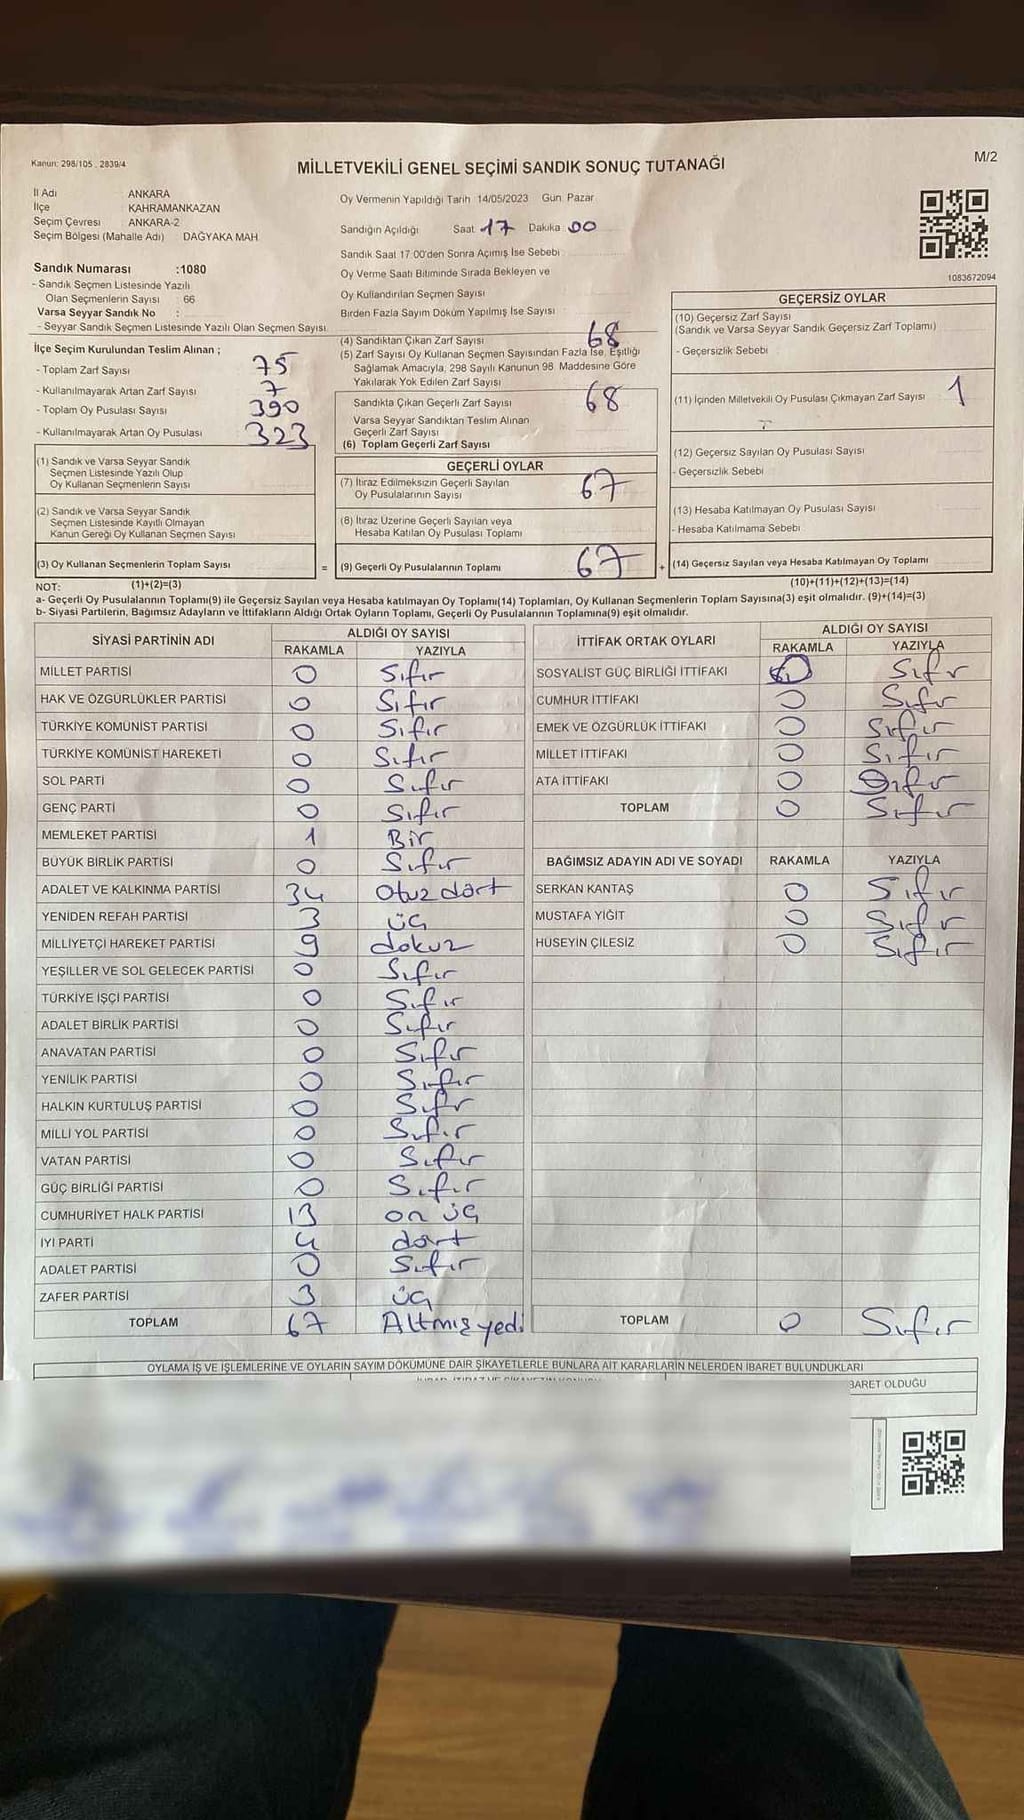 Kanun: 298/105 , 2839/4
MİLLETVEKİLİ GENEL SEÇİMİ SANDIK SONUÇ TUTANAĞI
M/2
İl Adı ANKARA
İlçe KAHRAMANKAZAN
Seçim Çevresi ANKARA-2
Seçim Bölgesi (Mahalle Adı) DAĞYAKA MAH
Sandık Numarası :1080
- Sandık Seçmen Listesinde Yazılı
Olan Seçmenlerin Sayısı : 66
Varsa Seyyar Sandık No :
- Seyyar Sandık Seçmen Listesinde Yazılı Olan Seçmen Sayısı
Oy Vermenin Yapıldığı Tarih 14/05/2023 Gün: Pazar
Sandığın Açıldığı Saat 17 Dakika 00
Sandık Saat 17:00'den Sonra Açımış İse Sebebi
Oy Verme Saati Bitiminde Sırada Bekleyen ve
Oy Kullandırılan Seçmen Sayısı
Birden Fazla Sayım Döküm Yapılmış İse Sayısı
1083672094
İlçe Seçim Kurulundan Teslim Alınan ;
- Toplam Zarf Sayısı 75
- Kullanılmayarak Artan Zarf Sayısı 7
- Toplam Oy Pusulası Sayısı 390
- Kullanılmayarak Artan Oy Pusulası 323
(1) Sandık ve Varsa Seyyar Sandık
Seçmen Listesinde Yazılı Olup
Oy Kullanan Seçmenlerin Sayısı
(2) Sandık ve Varsa Seyyar Sandık
Seçmen Listesinde Kayıtlı Olmayan
Kanun Gereği Oy Kullanan Seçmen Sayısı
(3) Oy Kullanan Seçmenlerin Toplam Sayısı
(4) Sandıktan Çıkan Zarf Sayısı 68
(5) Zarf Sayısı Oy Kullanan Seçmen Sayısından Fazla İse, Eşitliği
Sağlamak Amacıyla, 298 Sayılı Kanunun 98. Maddesine Göre
Yakılarak Yok Edilen Zarf Sayısı
Sandıkta Çıkan Geçerli Zarf Sayısı 68
Varsa Seyyar Sandıktan Teslim Alınan
Geçerli Zarf Sayısı
(6) Toplam Geçerli Zarf Sayısı
GEÇERLİ OYLAR
(7) İtiraz Edilmeksizin Geçerli Sayılan
Oy Pusulalarının Sayısı 67
(8) İtiraz Üzerine Geçerli Sayılan veya
Hesaba Katılan Oy Pusulası Toplamı
= (9) Geçerli Oy Pusulalarının Toplamı 67
GEÇERSİZ OYLAR
(10) Geçersiz Zarf Sayısı
(Sandık ve Varsa Seyyar Sandık Geçersiz Zarf Toplamı)
- Geçersizlik Sebebi
(11) İçinden Milletvekili Oy Pusulası Çıkmayan Zarf Sayısı 1
(12) Geçersiz Sayılan Oy Pusulası Sayısı
- Geçersizlik Sebebi
(13) Hesaba Katılmayan Oy Pusulası Sayısı
- Hesaba Katılmama Sebebi
+ (14) Geçersiz Sayılan veya Hesaba Katılmayan Oy Toplamı
NOT: (1)+(2)=(3) (10)+(11)+(12)+(13)=(14)
a- Geçerli Oy Pusulalarının Toplamı(9) ile Geçersiz Sayılan veya Hesaba katılmayan Oy Toplamı(14) Toplamları, Oy Kullanan Seçmenlerin Toplam Sayısına(3) eşit olmalıdır. (9)+(14)=(3)
b- Siyasi Partilerin, Bağımsız Adayların ve İttifakların Aldığı Ortak Oyların Toplamı, Geçerli Oy Pusulalarının Toplamına(9) eşit olmalıdır.
SİYASİ PARTİNİN ADI ALDIĞI OY SAYISI
RAKAMLA YAZIYLA
MİLLET PARTİSİ 0 Sıfır
HAK VE ÖZGÜRLÜKLER PARTİSİ 0 Sıfır
TÜRKİYE KOMÜNİST PARTİSİ 0 Sıfır
TÜRKİYE KOMÜNİST HAREKETİ 0 Sıfır
SOL PARTİ 0 Sıfır
GENÇ PARTİ 0 Sıfır
MEMLEKET PARTİSİ 1 Bir
BÜYÜK BİRLİK PARTİSİ 0 Sıfır
ADALET VE KALKINMA PARTİSİ 34 Otuz dört
YENİDEN REFAH PARTİSİ 3 üç
MİLLİYETÇİ HAREKET PARTİSİ 9 dokuz
YEŞİLLER VE SOL GELECEK PARTİSİ 0 Sıfır
TÜRKİYE İŞÇİ PARTİSİ 0 Sıfır
ADALET BİRLİK PARTİSİ 0 Sıfır
ANAVATAN PARTİSİ 0 Sıfır
YENİLİK PARTİSİ 0 Sıfır
HALKIN KURTULUŞ PARTİSİ 0 Sıfır
MİLLİ YOL PARTİSİ 0 Sıfır
VATAN PARTİSİ 0 Sıfır
GÜÇ BİRLİĞİ PARTİSİ 0 Sıfır
CUMHURİYET HALK PARTİSİ 13 on üç
İYİ PARTİ 4 dört
ADALET PARTİSİ 0 Sıfır
ZAFER PARTİSİ 3 üç
TOPLAM 67 Altmış yedi
İTTİFAK ORTAK OYLARI ALDIĞI OY SAYISI
RAKAMLA YAZIYLA
SOSYALİST GÜÇ BİRLİĞİ İTTİFAKI 0 Sıfır
CUMHUR İTTİFAKI 0 Sıfır
EMEK VE ÖZGÜRLÜK İTTİFAKI 0 Sıfır
MİLLET İTTİFAKI 0 Sıfır
ATA İTTİFAKI 0 Sıfır
TOPLAM 0 Sıfır
BAĞIMSIZ ADAYIN ADI VE SOYADI RAKAMLA YAZIYLA
SERKAN KANTAŞ 0 Sıfır
MUSTAFA YİĞİT 0 Sıfır
HÜSEYİN ÇİLESİZ 0 Sıfır
TOPLAM 0 Sıfır
OYLAMA İŞ VE İŞLEMLERİNE VE OYLARIN SAYIM DÖKÜMÜNE DAİR ŞİKAYETLERLE BUNLARA AİT KARARLARIN NELERDEN İBARET BULUNDUKLARI
BARET OLDUĞU